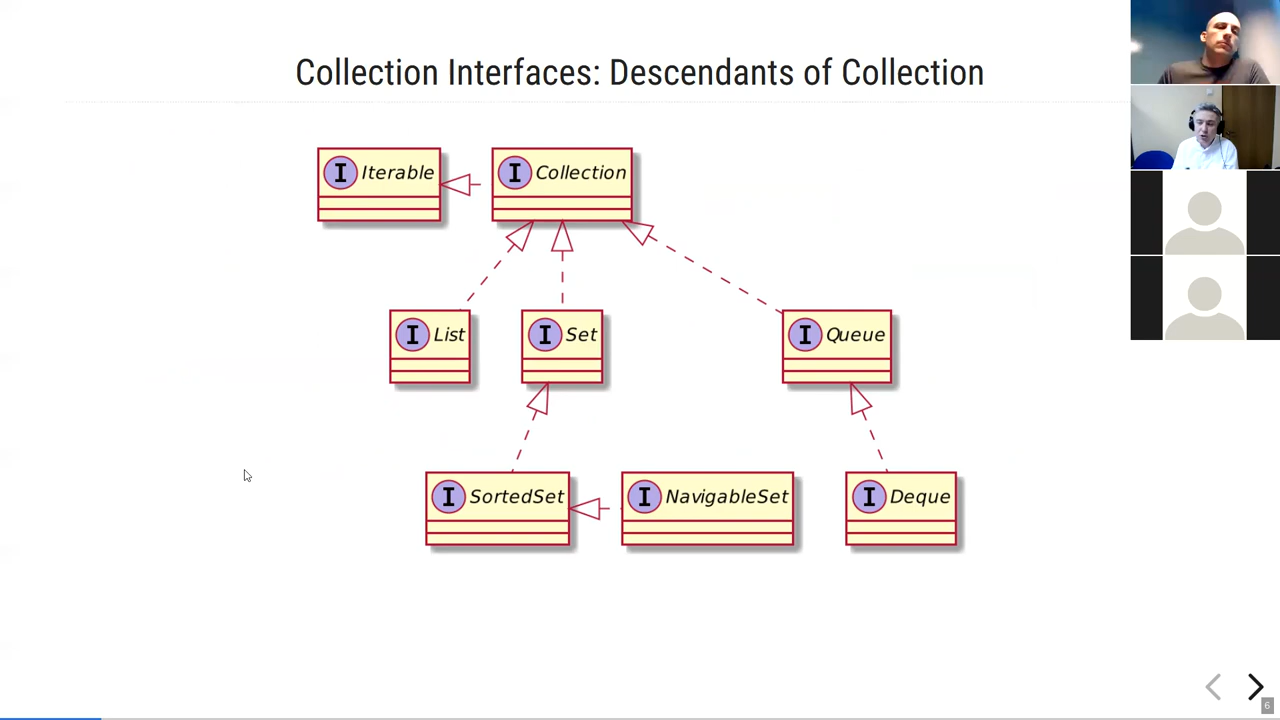 Collection Interfaces: Descendants of Collection
I Iterable
I Collection
I List
I Set
I Queue
I SortedSet
I NavigableSet
I Deque
6